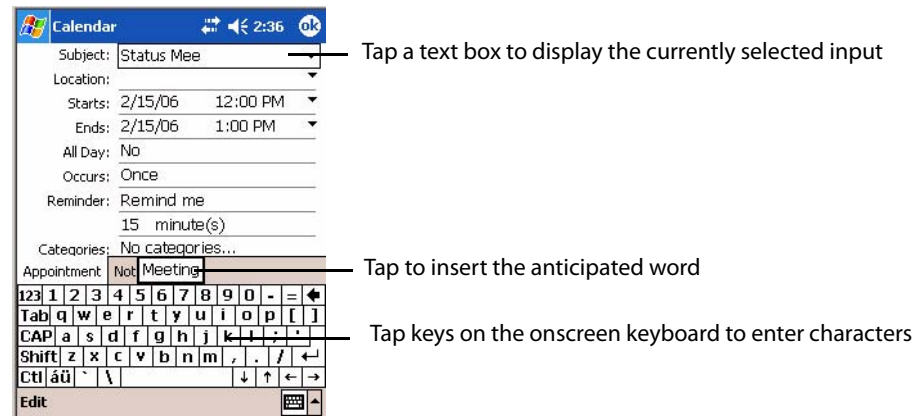 Calendar 2:36 ok
Subject: Status Mee
Tap a text box to display the currently selected input
Location:
Starts: 2/15/06 12:00 PM
Ends: 2/15/06 1:00 PM
All Day: No
Occurs: Once
Reminder: Remind me
15 minute(s)
Categories: No categories...
Appointment Not Meeting
Tap to insert the anticipated word
123 1 2 3 4 5 6 7 8 9 0 - =
Tab q w e r t y u i o p [ ]
CAP a s d f g h j k l ; '
Tap keys on the onscreen keyboard to enter characters
Shift z x c v b n m , . /
Ctl áü ` \
Edit